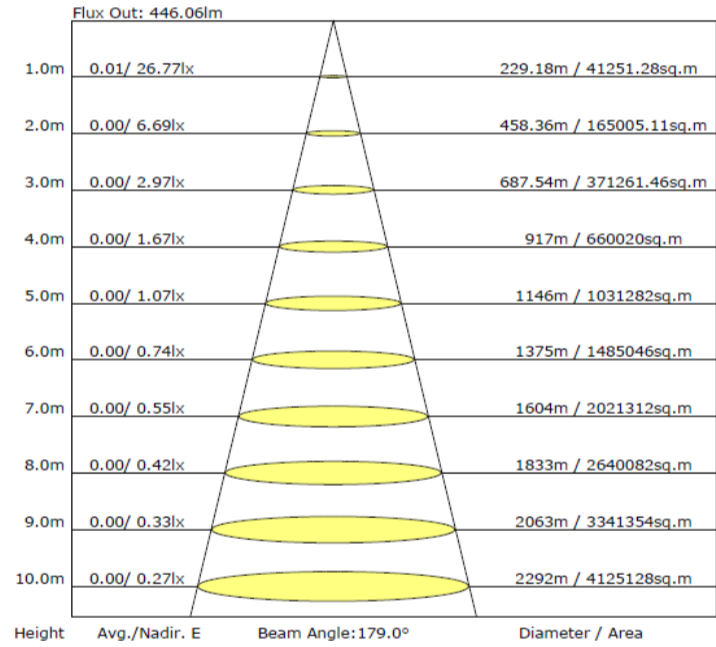 Flux Out: 446.06lm
1.0m 0.01/ 26.77lx 229.18m / 41251.28sq.m
2.0m 0.00/ 6.69lx 458.36m / 165005.11sq.m
3.0m 0.00/ 2.97lx 687.54m / 371261.46sq.m
4.0m 0.00/ 1.67lx 917m / 660020sq.m
5.0m 0.00/ 1.07lx 1146m / 1031282sq.m
6.0m 0.00/ 0.74lx 1375m / 1485046sq.m
7.0m 0.00/ 0.55lx 1604m / 2021312sq.m
8.0m 0.00/ 0.42lx 1833m / 2640082sq.m
9.0m 0.00/ 0.33lx 2063m / 3341354sq.m
10.0m 0.00/ 0.27lx 2292m / 4125128sq.m
Height Avg./Nadir. E Beam Angle:179.0° Diameter / Area